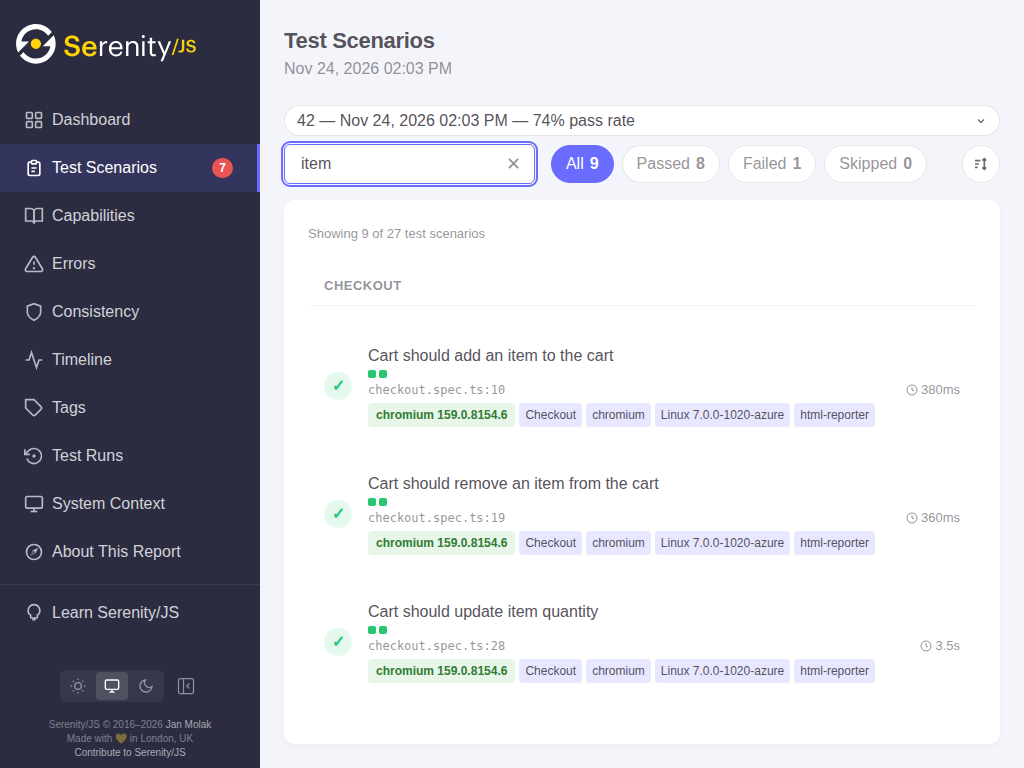 Serenity/JS
Dashboard
Test Scenarios 7
Capabilities
Errors
Consistency
Timeline
Tags
Test Runs
System Context
About This Report
Learn Serenity/JS
Serenity/JS © 2016–2026 Jan Molak
Made with 💛 in London, UK
Contribute to Serenity/JS
Test Scenarios
Nov 24, 2026 02:03 PM
42 — Nov 24, 2026 02:03 PM — 74% pass rate
item
All 9 Passed 8 Failed 1 Skipped 0
Showing 9 of 27 test scenarios
CHECKOUT
Cart should add an item to the cart
checkout.spec.ts:10 380ms
chromium 159.0.8154.6 Checkout chromium Linux 7.0.0-1020-azure html-reporter
Cart should remove an item from the cart
checkout.spec.ts:19 360ms
chromium 159.0.8154.6 Checkout chromium Linux 7.0.0-1020-azure html-reporter
Cart should update item quantity
checkout.spec.ts:28 3.5s
chromium 159.0.8154.6 Checkout chromium Linux 7.0.0-1020-azure html-reporter